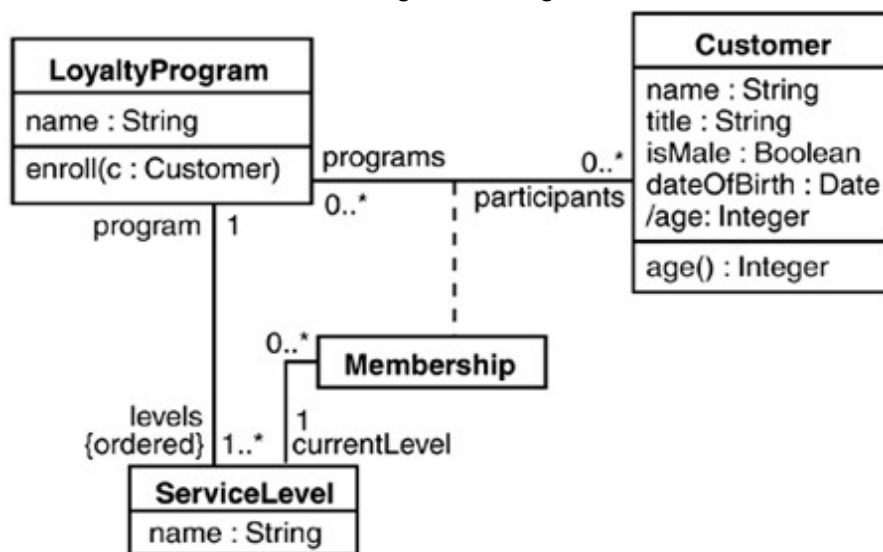 LoyaltyProgram
name : String
enroll(c : Customer)
programs
0..*
0..*
participants
Customer
name : String
title : String
isMale : Boolean
dateOfBirth : Date
/age: Integer
age() : Integer
program
1
0..*
Membership
levels
{ordered}
1..*
1
currentLevel
ServiceLevel
name : String